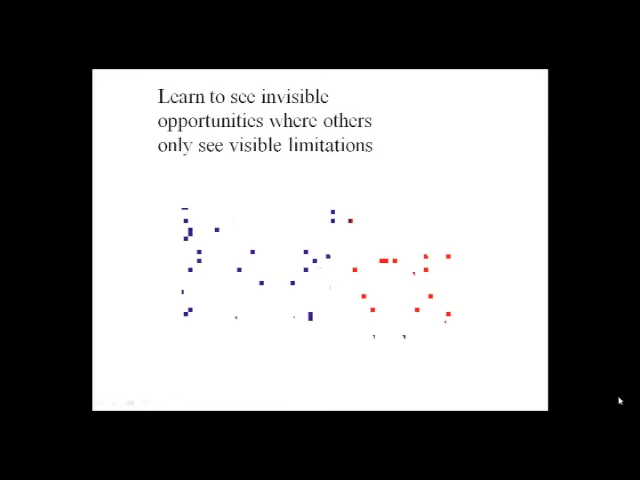 Learn to see invisible
opportunities where others
only see visible limitations